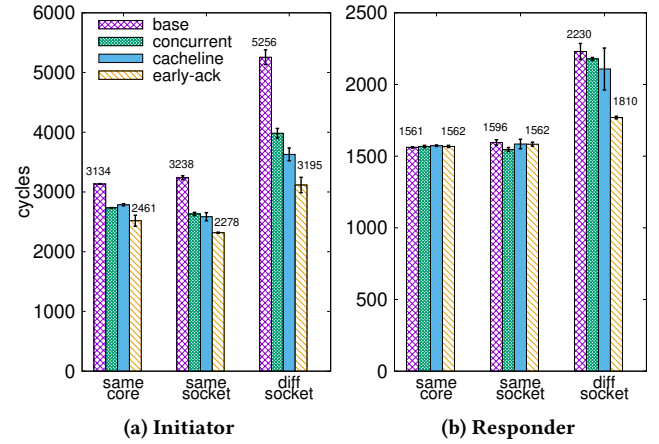 6000
5000
4000
3000
2000
1000
0
cycles
base
concurrent
cacheline
early-ack
3134
2461
3238
2278
5256
3195
same
core
same
socket
diff
socket
(a) Initiator
2500
2000
1500
1000
500
0
1561
1562
1596
1562
2230
1810
same
core
same
socket
diff
socket
(b) Responder